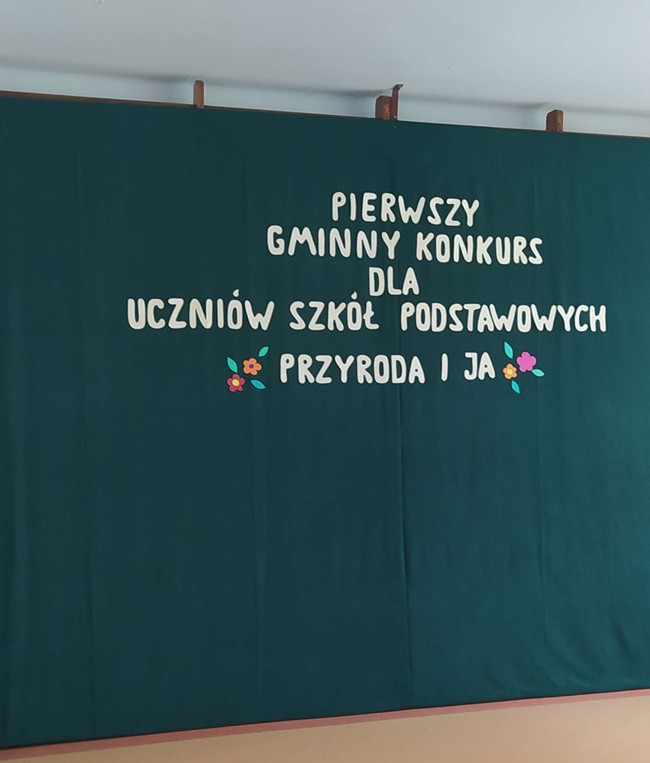 PIERWSZY
GMINNY KONKURS
DLA
UCZNIÓW SZKÓŁ PODSTAWOWYCH
PRZYRODA I JA